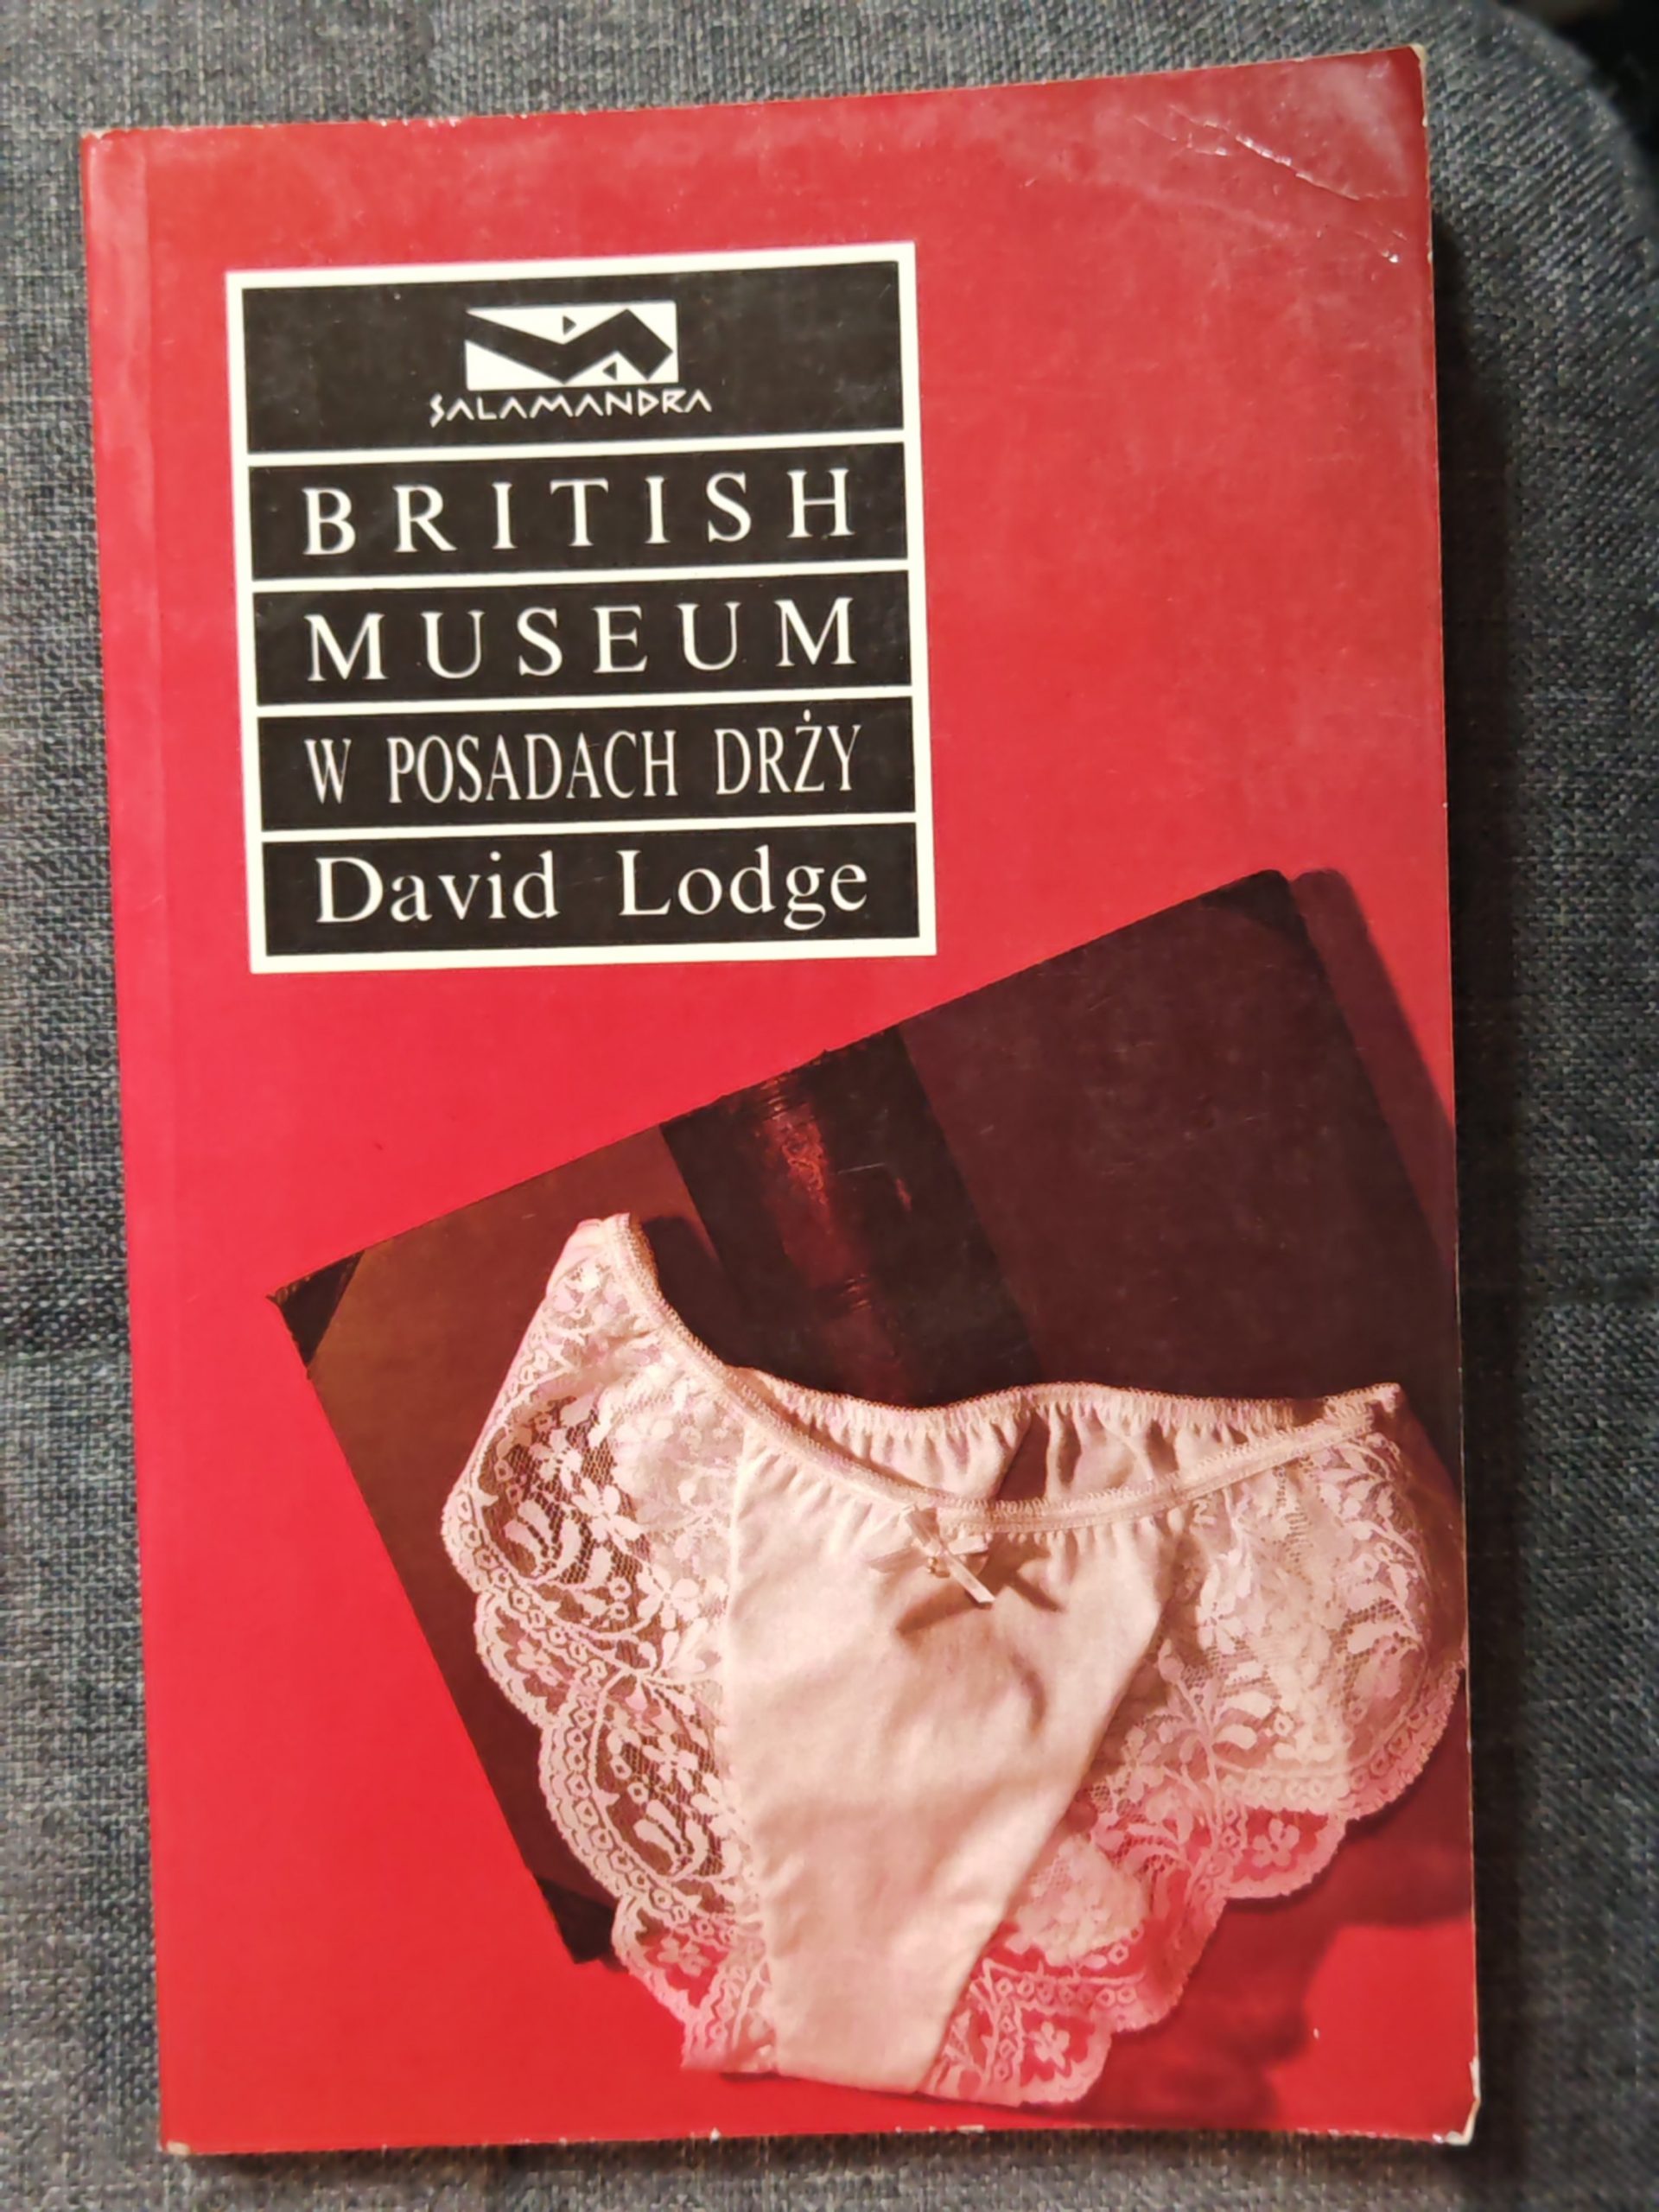 SALAMANDRA
BRITISH
MUSEUM
W POSADACH DRŻY
David Lodge